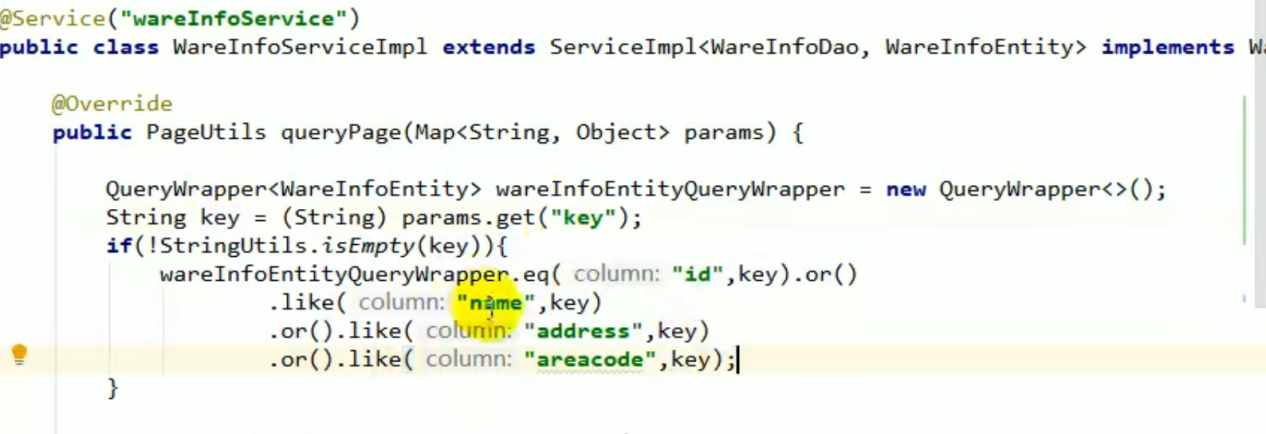 @Service("wareInfoService")
public class WareInfoServiceImpl extends ServiceImpl<WareInfoDao, WareInfoEntity> implements Wa
@Override
public PageUtils queryPage(Map<String, Object> params) {
QueryWrapper<WareInfoEntity> wareInfoEntityQueryWrapper = new QueryWrapper<>();
String key = (String) params.get("key");
if(!StringUtils.isEmpty(key)){
wareInfoEntityQueryWrapper.eq( column: "id",key).or()
.like( column: "name",key)
.or().like( column: "address",key)
.or().like( column: "areacode",key);
}